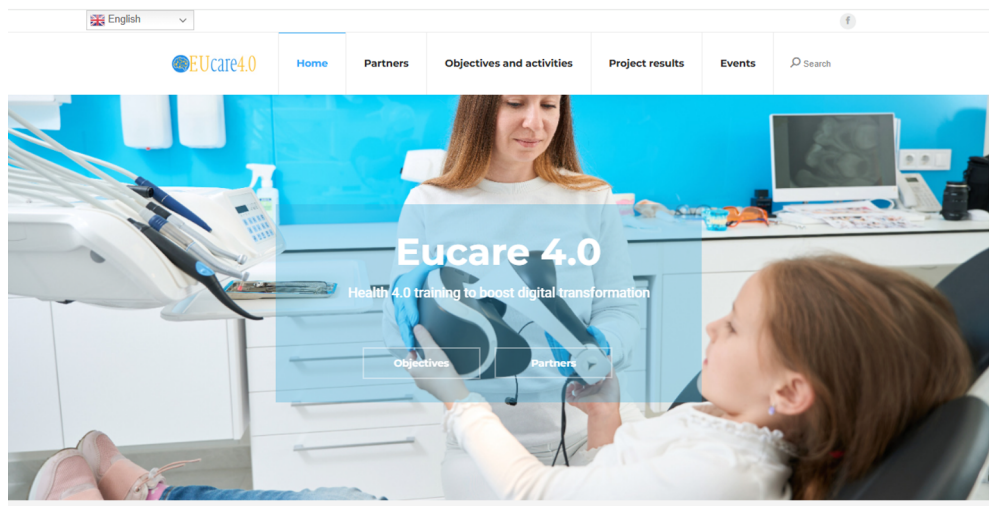 English
EUcare4.0
Home
Partners
Objectives and activities
Project results
Events
Search
Eucare 4.0
Health 4.0 training to boost digital transformation
Objectives
Partners